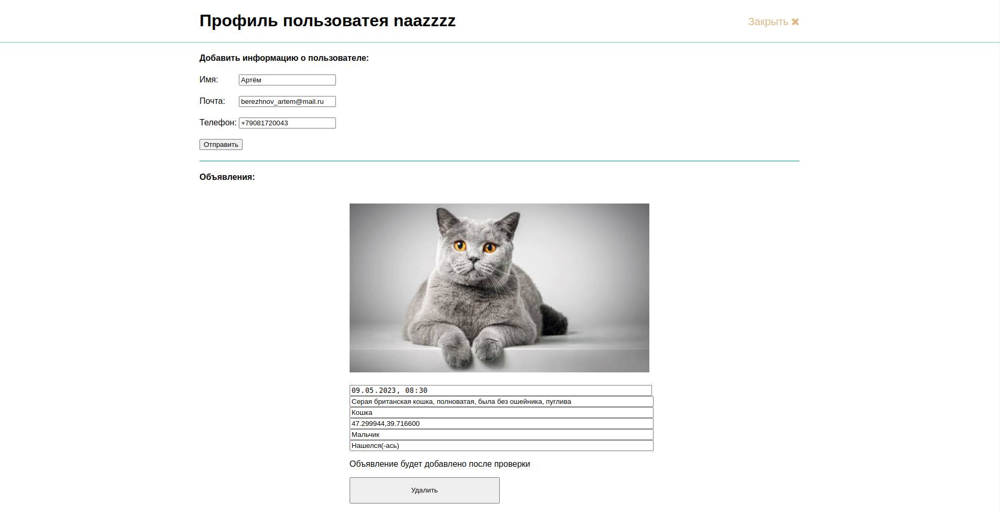 Профиль пользоватея naazzzz
Закрыть ✖
Добавить информацию о пользователе:
Имя: Артём
Почта: berezhnov_artem@mail.ru
Телефон: +79081720043
Отправить
Объявления:
09.05.2023, 08:30
Серая британская кошка, полноватая, была без ошейника, пуглива
Кошка
47.299944,39.716600
Мальчик
Нашелся(-ась)
Объявление будет добавлено после проверки
Удалить